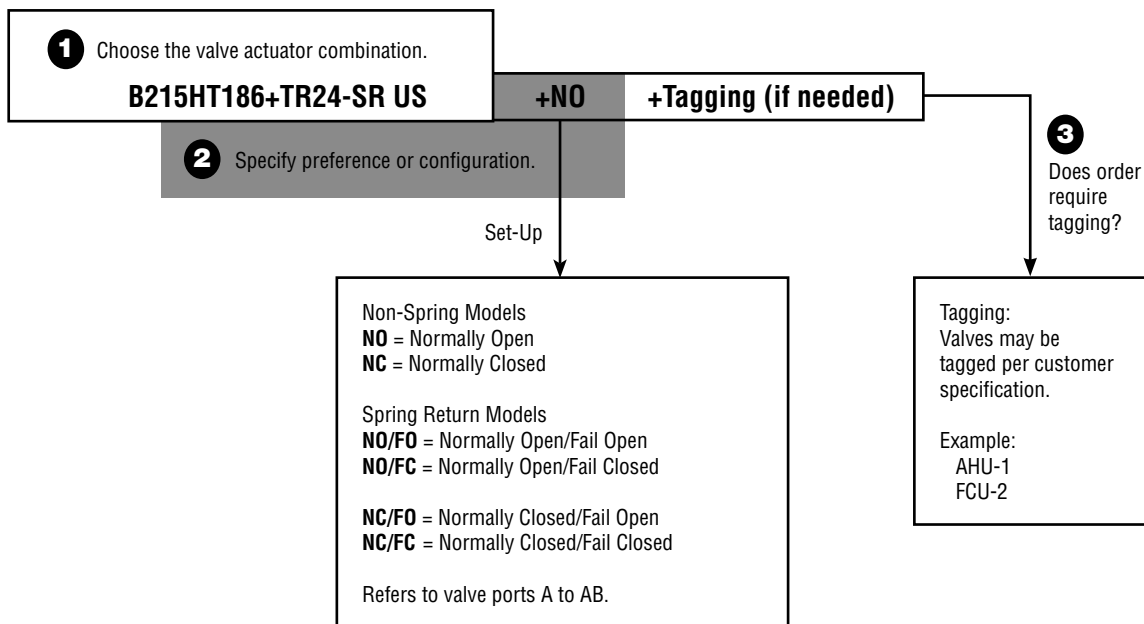 1 Choose the valve actuator combination.
B215HT186+TR24-SR US +NO +Tagging (if needed)
2 Specify preference or configuration.
3
Does order
require
tagging?
Set-Up
Non-Spring Models
NO = Normally Open
NC = Normally Closed
Spring Return Models
NO/FO = Normally Open/Fail Open
NO/FC = Normally Open/Fail Closed
NC/FO = Normally Closed/Fail Open
NC/FC = Normally Closed/Fail Closed
Refers to valve ports A to AB.
Tagging:
Valves may be
tagged per customer
specification.
Example:
AHU-1
FCU-2